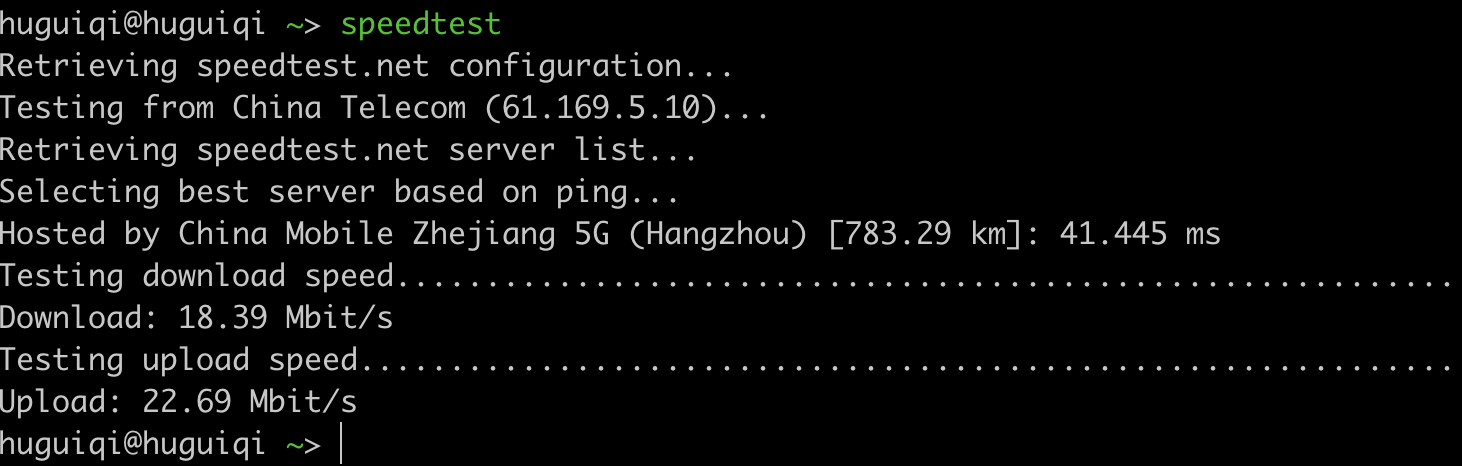 huguiqi@huguiqi ~> speedtest
Retrieving speedtest.net configuration...
Testing from China Telecom (61.169.5.10)...
Retrieving speedtest.net server list...
Selecting best server based on ping...
Hosted by China Mobile Zhejiang 5G (Hangzhou) [783.29 km]: 41.445 ms
Testing download speed...........................................................
Download: 18.39 Mbit/s
Testing upload speed.............................................................
Upload: 22.69 Mbit/s
huguiqi@huguiqi ~>